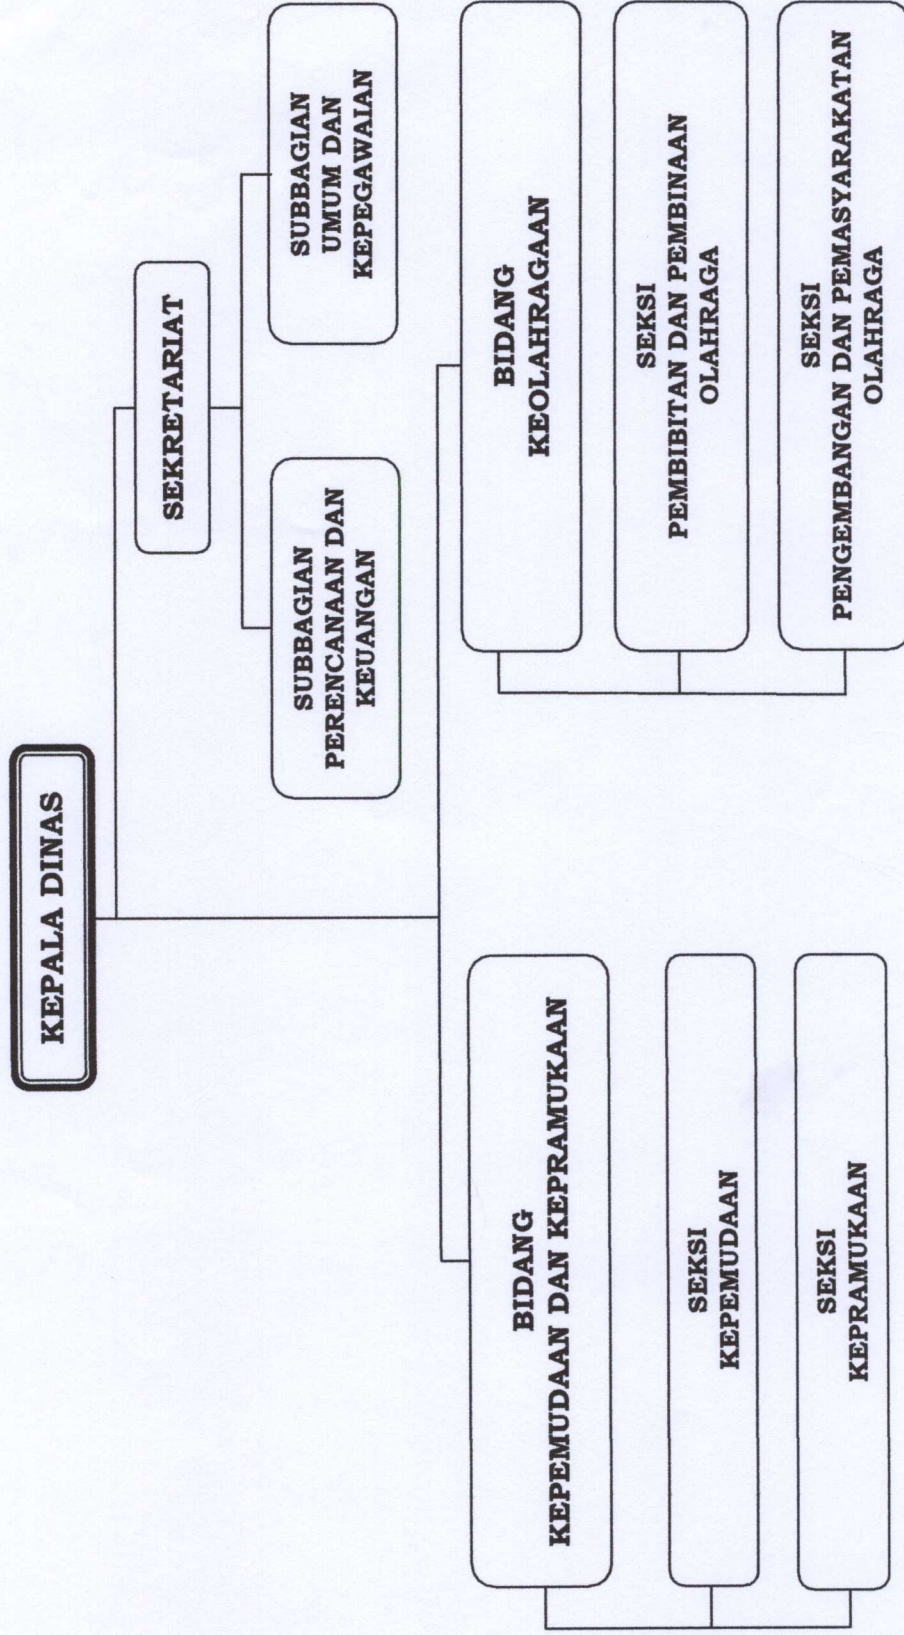 KEPALA DINAS
SEKRETARIAT
SUBBAGIAN
PERENCANAAN DAN
KEUANGAN
SUBBAGIAN
UMUM DAN
KEPEGAWAIAN
BIDANG
KEPEMUDAAN DAN KEPRAMUKAAN
SEKSI
KEPEMUDAAN
SEKSI
KEPRAMUKAAN
BIDANG
KEOLAHRAGAAN
SEKSI
PEMBIBITAN DAN PEMBINAAN
OLAHRAGA
SEKSI
PENGEMBANGAN DAN PEMASYARAKATAN
OLAHRAGA